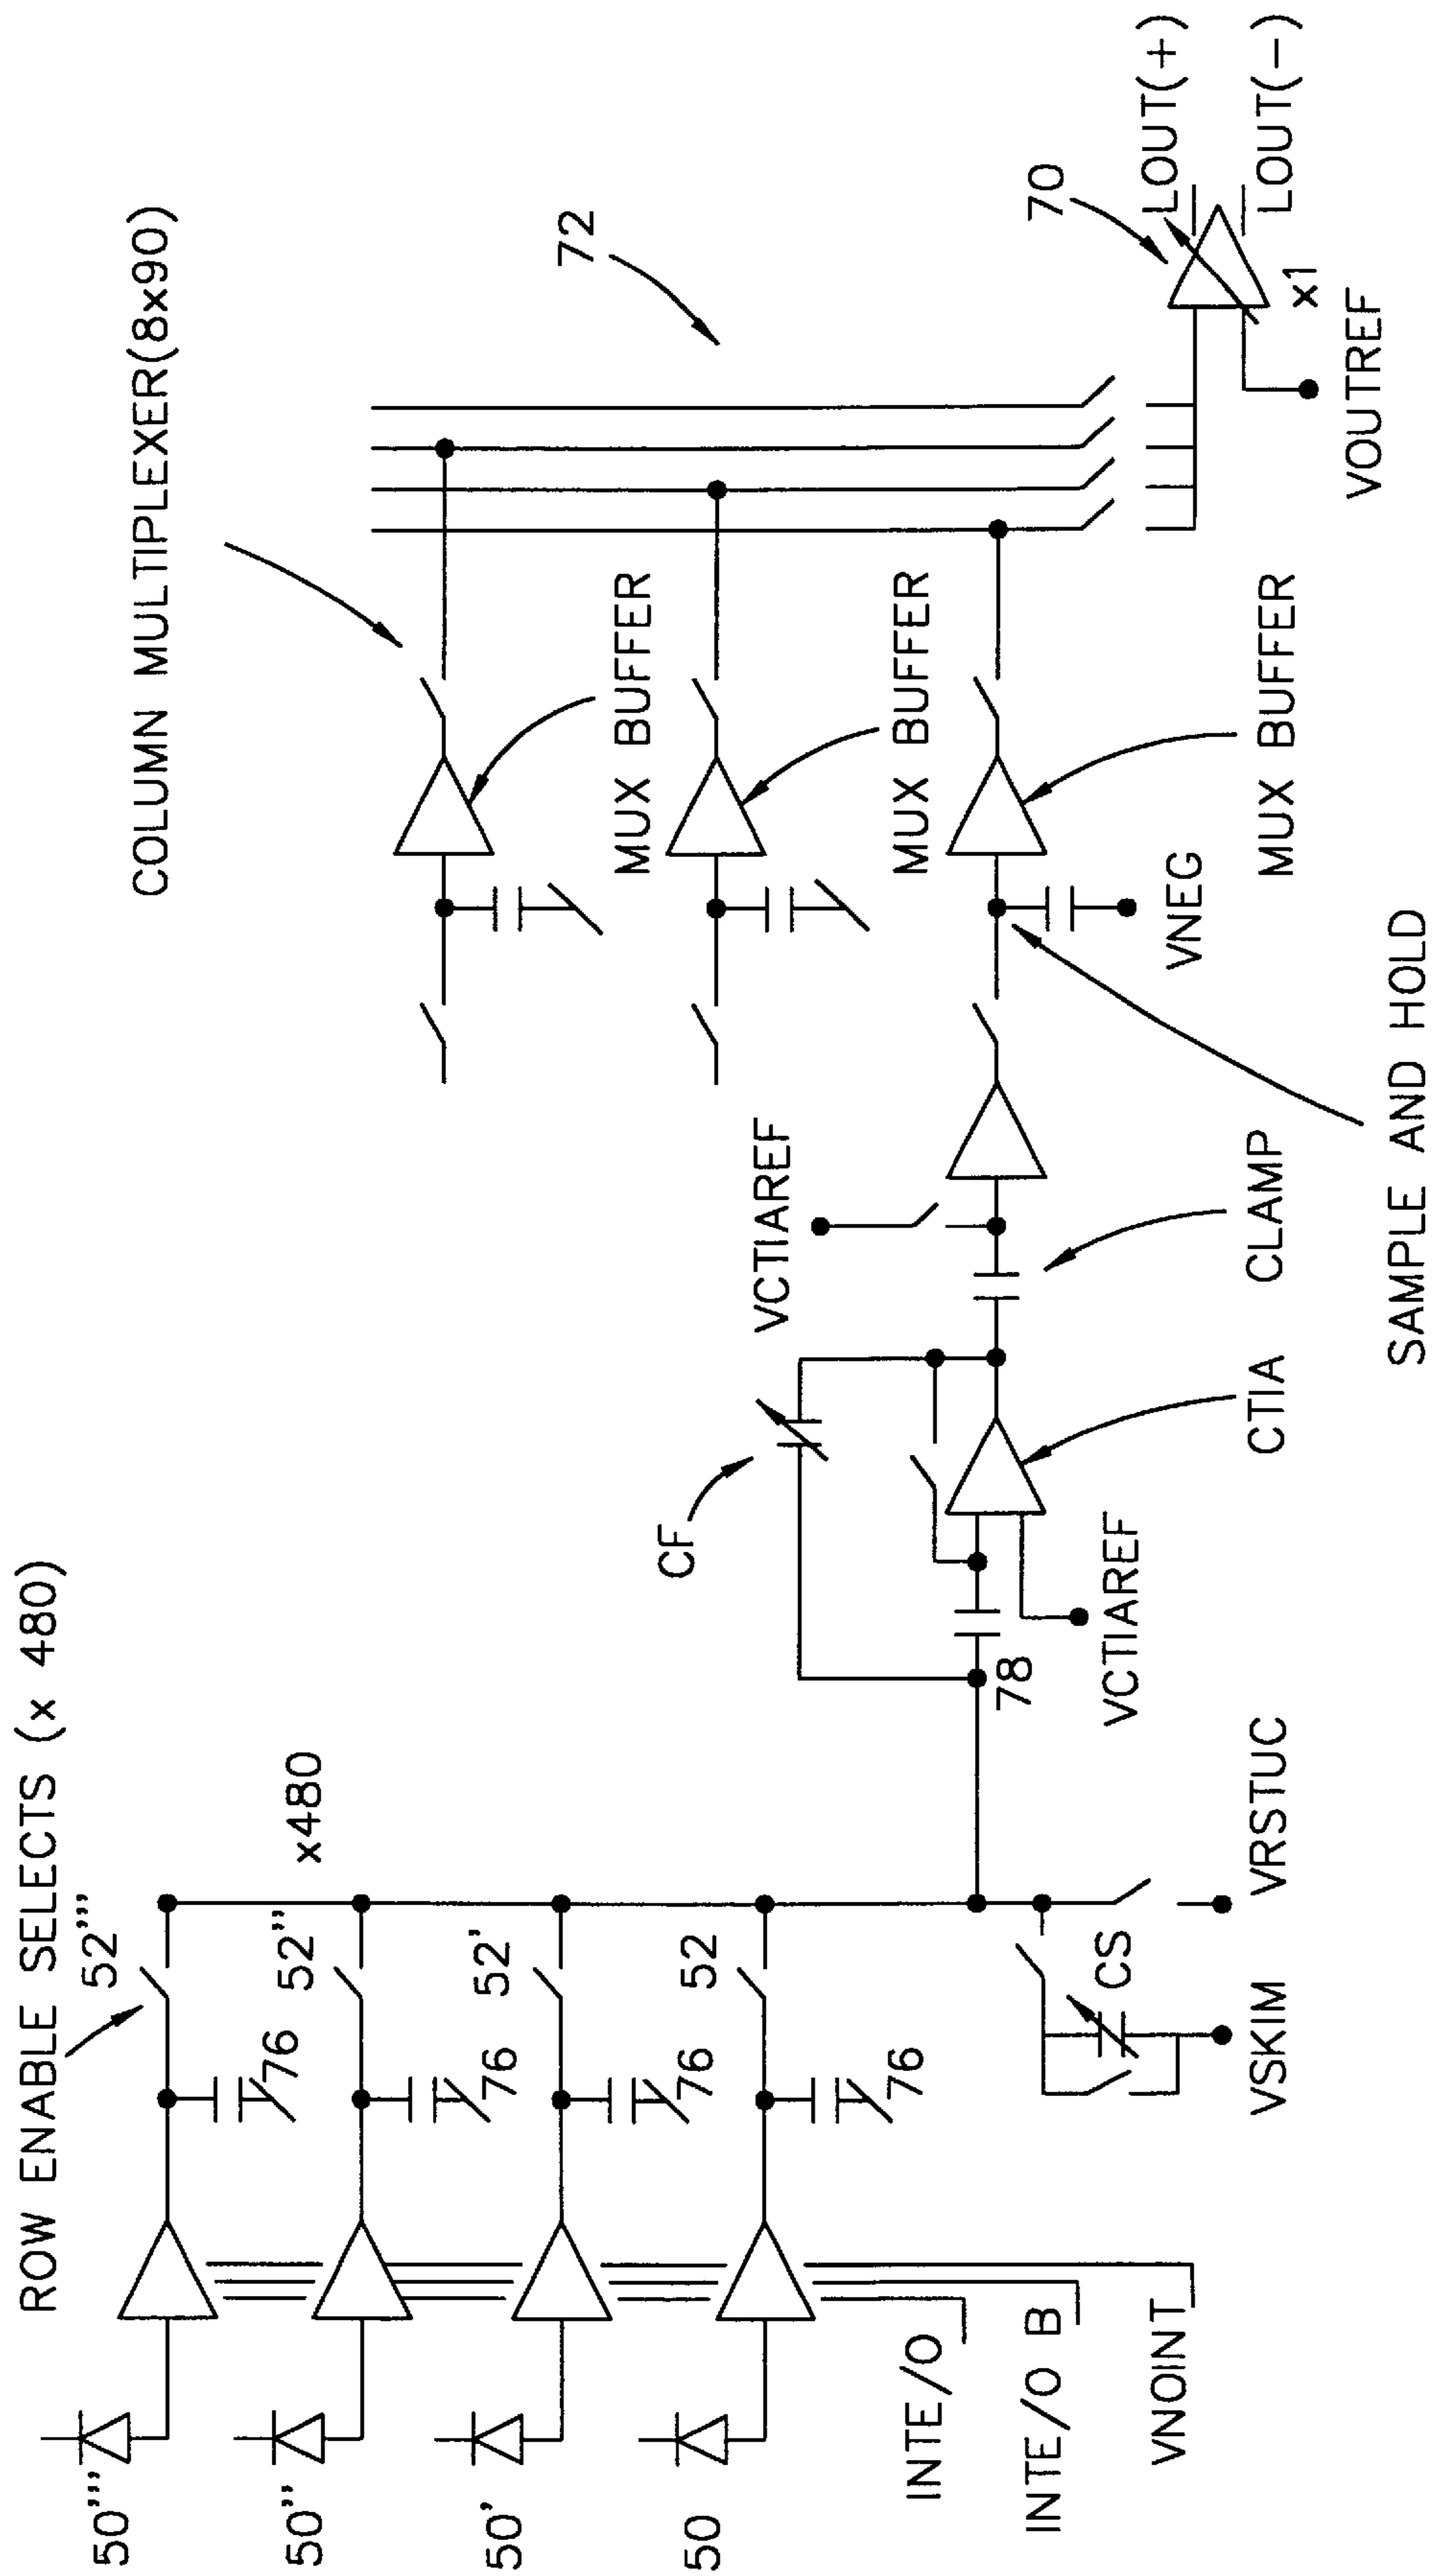 ROW ENABLE SELECTS (x 480)
COLUMN MULTIPLEXER(8x90)
50''' 52'''
76
x480
50'' 52''
76
50' 52'
76
50 52
76
INTE/O
INTE/O B
VNOINT
CS
VSKIM
VRSTUC
CF
78
VCTIAREF
VCTIAREF
CTIA
CLAMP
SAMPLE AND HOLD
VNEG
MUX BUFFER
MUX BUFFER
MUX BUFFER
72
70
LOUT(+)
LOUT(-)
x1
VOUTREF